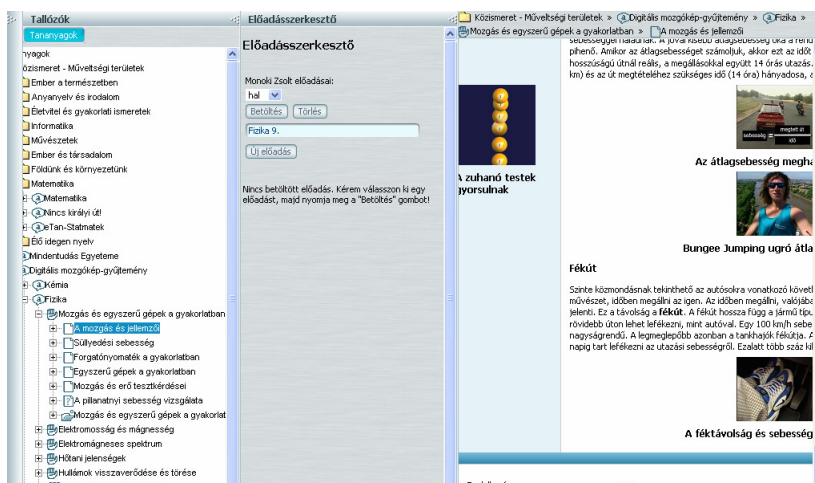 Tallózók
Tananyagok
nyagok
özismeret - Műveltségi területek
Ember a természetben
Anyanyelv és irodalom
Életvitel és gyakorlati ismeretek
Informatika
Művészetek
Ember és társadalom
Földünk és környezetünk
Matematika
Matematika
Nincs királyi út!
eTan-Statmatek
Élő idegen nyelv
Mindentudás Egyeteme
Digitális mozgókép-gyűjtemény
Kémia
Fizika
Mozgás és egyszerű gépek a gyakorlatban
A mozgás és jellemzői
Süllyedési sebesség
Forgatónyomaték a gyakorlatban
Egyszerű gépek a gyakorlatban
Mozgás és erő tesztkérdései
A pillanatnyi sebesség vizsgálata
Mozgás és egyszerű gépek a gyakorlat
Elektromosság és mágnesség
Elektromágneses spektrum
Hőtani jelenségek
Hullámok visszaverődése és törése
Előadásszerkesztő
Előadásszerkesztő
Monoki Zsolt előadásai:
hal
Betöltés Törlés
Fizika 9.
Új előadás
Nincs betöltött előadás. Kérem válasszon ki egy
előadást, majd nyomja meg a "Betöltés" gombot!
Közismeret - Műveltségi területek » Digitális mozgókép-gyűjtemény » Fizika »
Mozgás és egyszerű gépek a gyakorlatban » A mozgás és jellemzői
sebességgel haladnak. A jóval kisebb átlagsebesség oka a rend
pihenő. Amikor az átlagsebességet számoljuk, akkor ezt az időt
hosszúságú útnál reális, a megállásokkal együtt 14 órás utazás.
km) és az út megtételéhez szükséges idő (14 óra) hányadosa, a
A zuhanó testek
gyorsulnak
sebesség = megtett út
idő
Az átlagsebesség megha
Bungee Jumping ugró átla
Fékút
Szinte közmondásnak tekinthető az autósokra vonatkozó követl
művészet, időben megállni az igen. Az időben megállni, valójába
jelenti. Ez a távolság a fékút. A fékút hossza függ a jármű típu
rövidebb úton lehet lefékezni, mint autóval. Egy 100 km/h sebe
nagyságrendű. A legmeglepőbb azonban a tankhajók fékútja. A
napig tart lefékezni az utazási sebességről. Ezalatt több száz kil
A féktávolság és sebesség